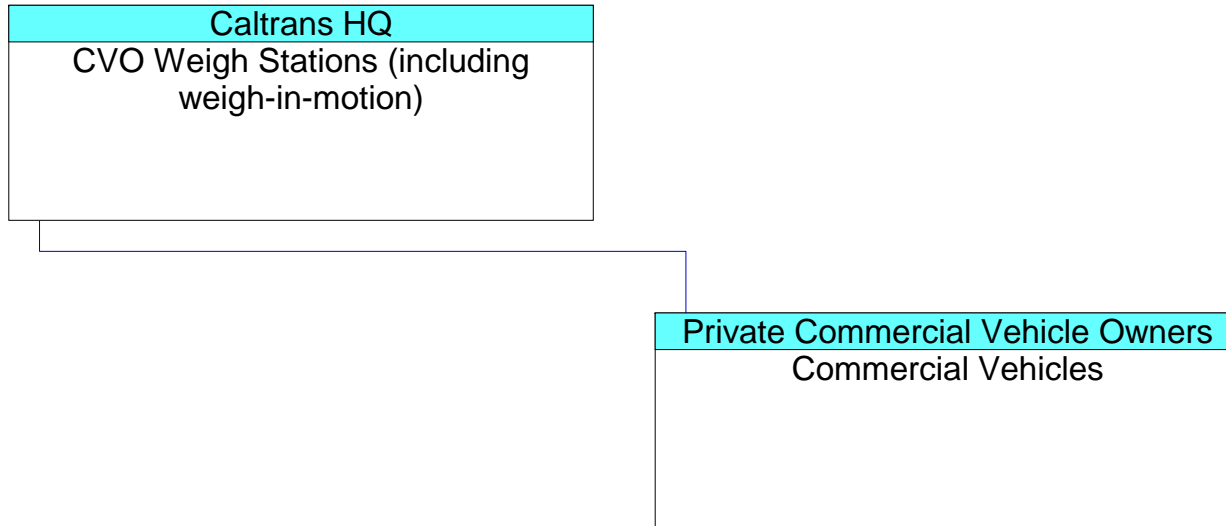 Caltrans HQ
CVO Weigh Stations (including
weigh-in-motion)
Private Commercial Vehicle Owners
Commercial Vehicles